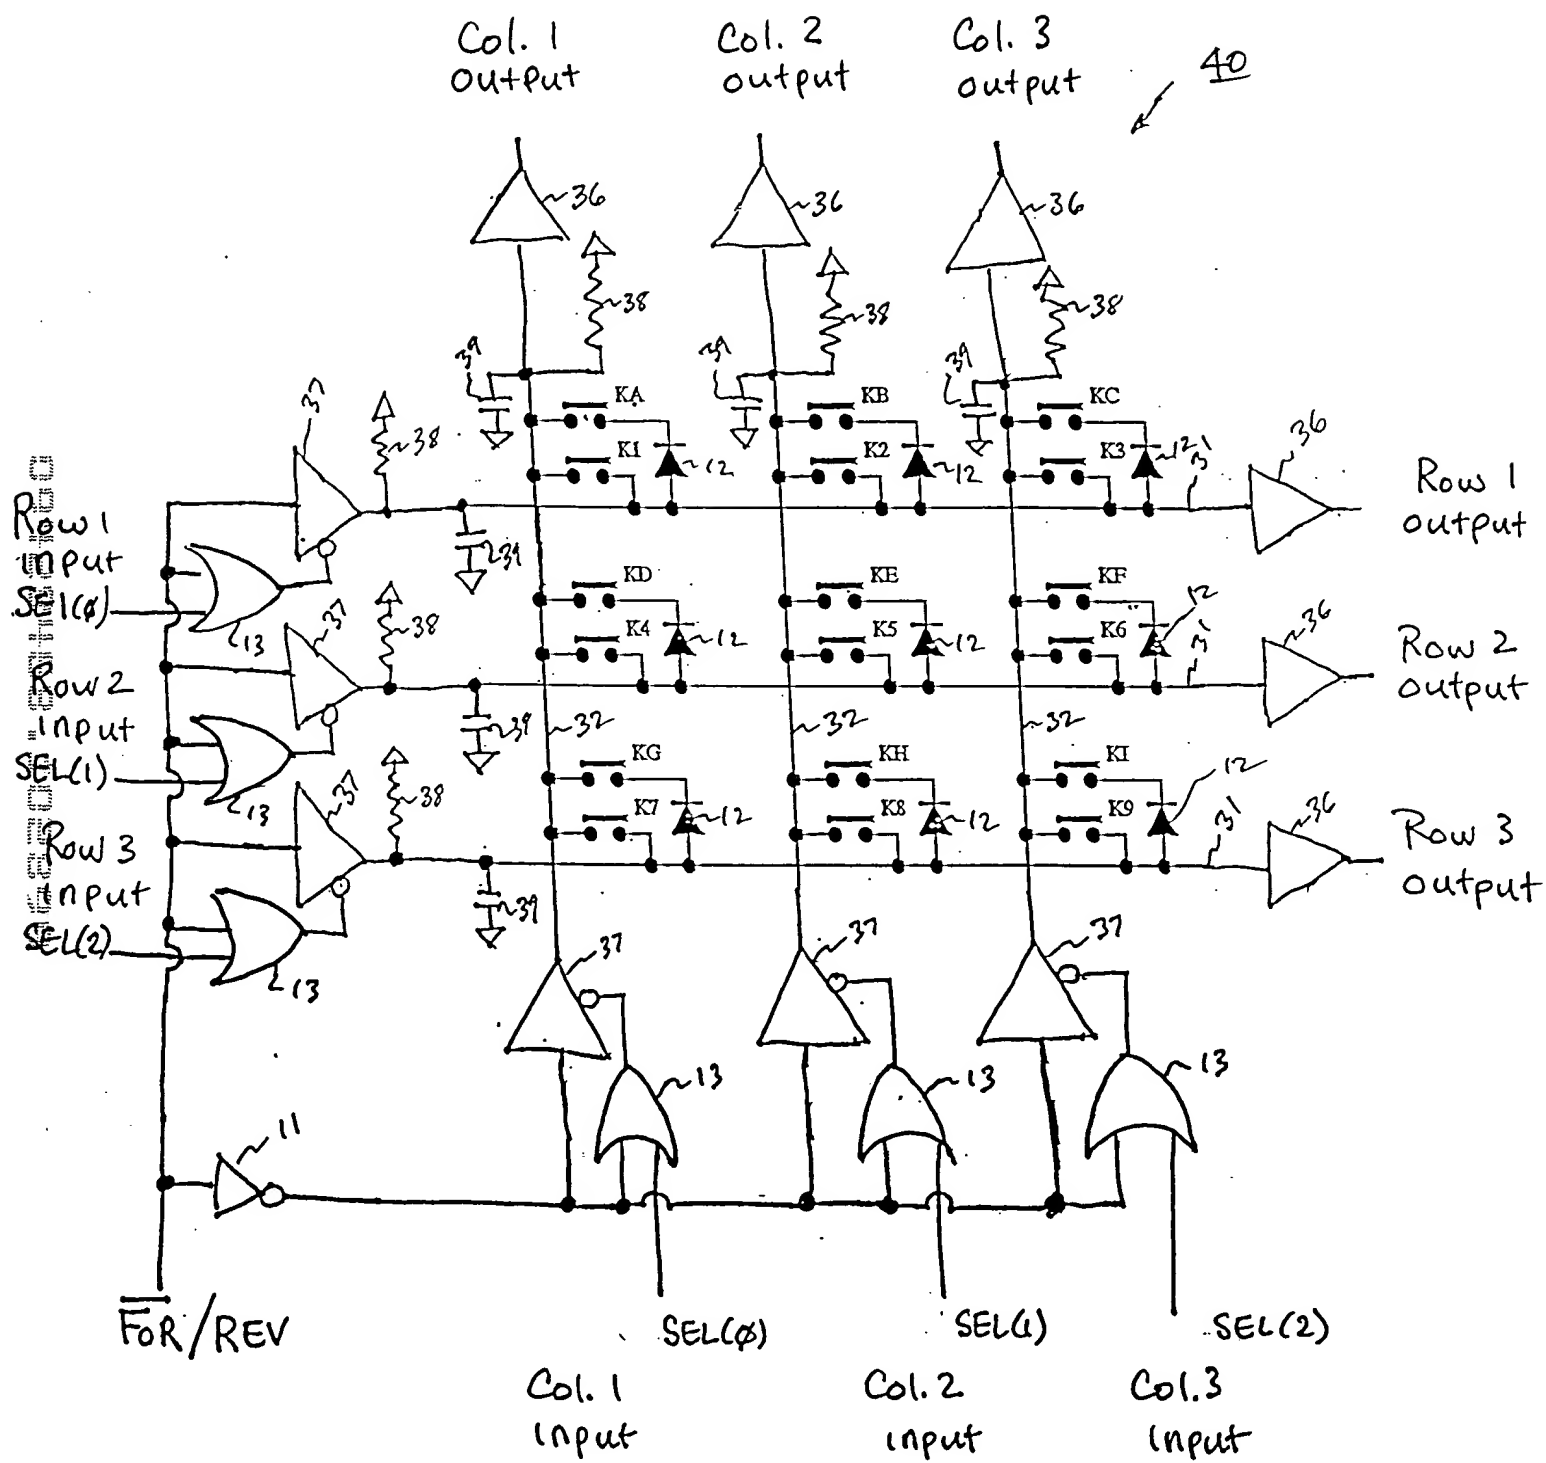 Col. 1 output
Col. 2 output
Col. 3 output
40
36
36
36
38
38
38
39
39
39
37
38
KA
KB
KC
K1
12
K2
12
K3
12
31
36
Row 1 output
Row 1 input
SEL(φ)
39
13
37
38
KD
KE
KF
12
K4
12
K5
12
K6
31
36
Row 2 output
Row 2 input
SEL(1)
39
32
32
32
13
37
38
KG
KH
KI
12
K7
12
K8
12
K9
31
36
Row 3 output
Row 3 input
SEL(2)
39
13
37
37
37
13
13
13
11
F̅O̅R̅/REV
SEL(φ)
SEL(1)
SEL(2)
Col. 1 input
Col. 2 input
Col. 3 input